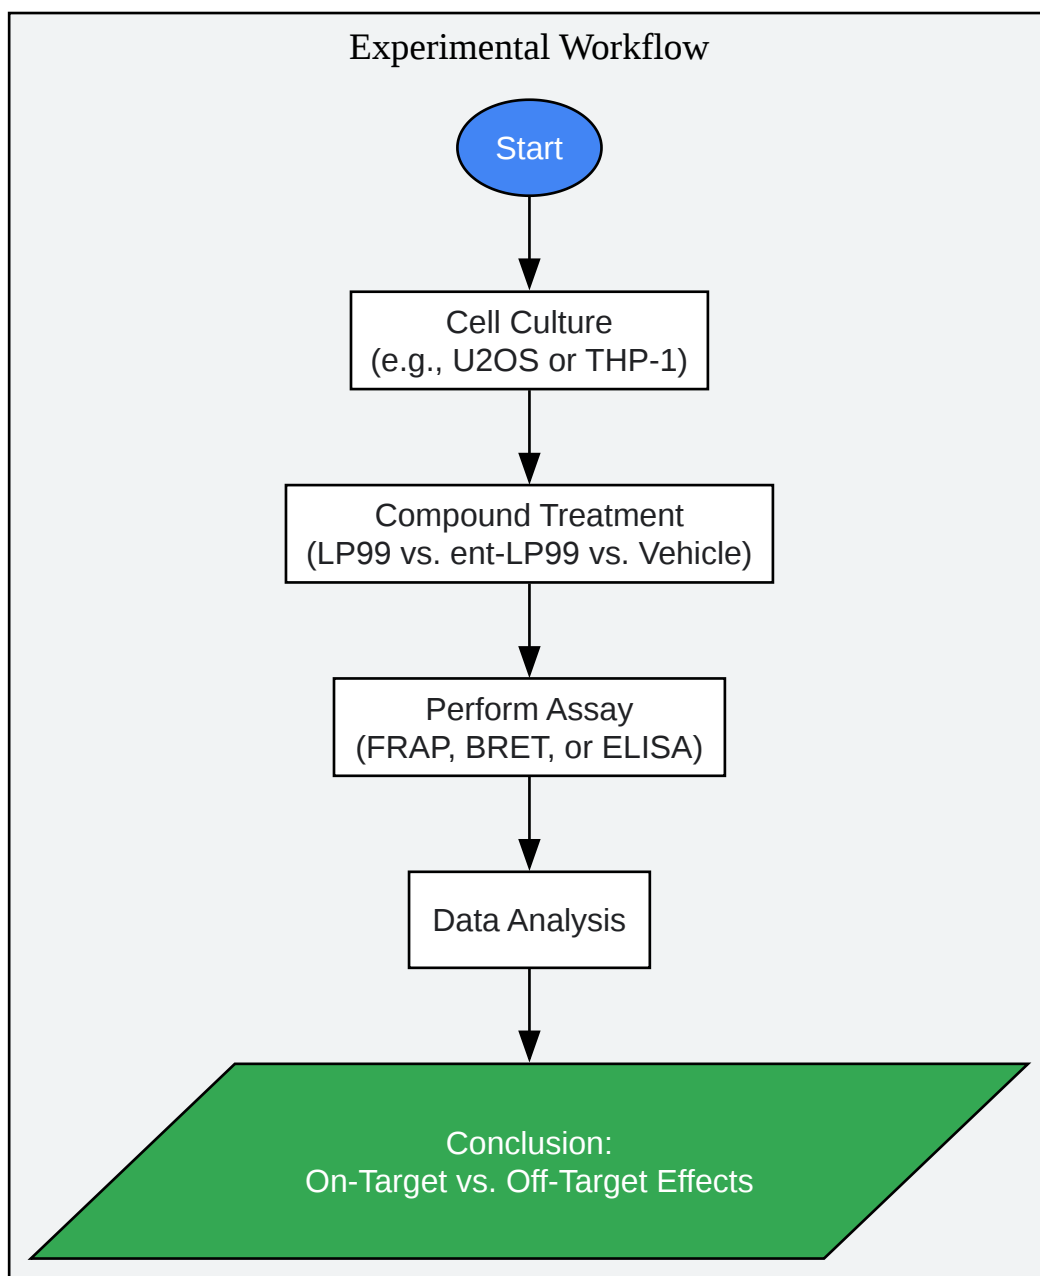 Experimental Workflow
Start
Cell Culture
(e.g., U2OS or THP-1)
Compound Treatment
(LP99 vs. ent-LP99 vs. Vehicle)
Perform Assay
(FRAP, BRET, or ELISA)
Data Analysis
Conclusion:
On-Target vs. Off-Target Effects